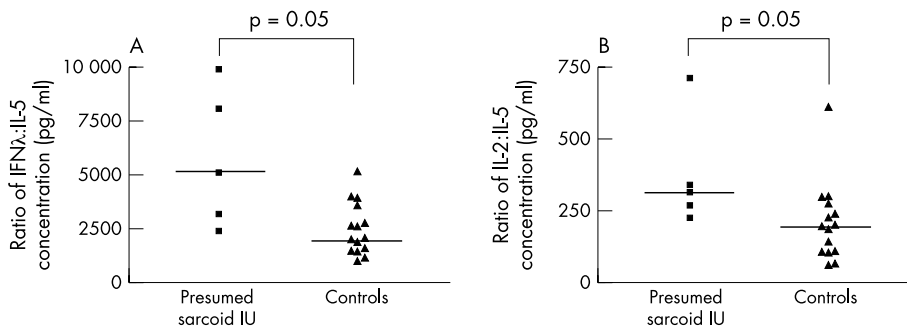 A
p = 0.05
Ratio of IFNλ:IL-5
concentration (pg/ml)
10 000
7500
5000
2500
0
Presumed
sarcoid IU
Controls
B
p = 0.05
Ratio of IL-2:IL-5
concentration (pg/ml)
750
500
250
0
Presumed
sarcoid IU
Controls